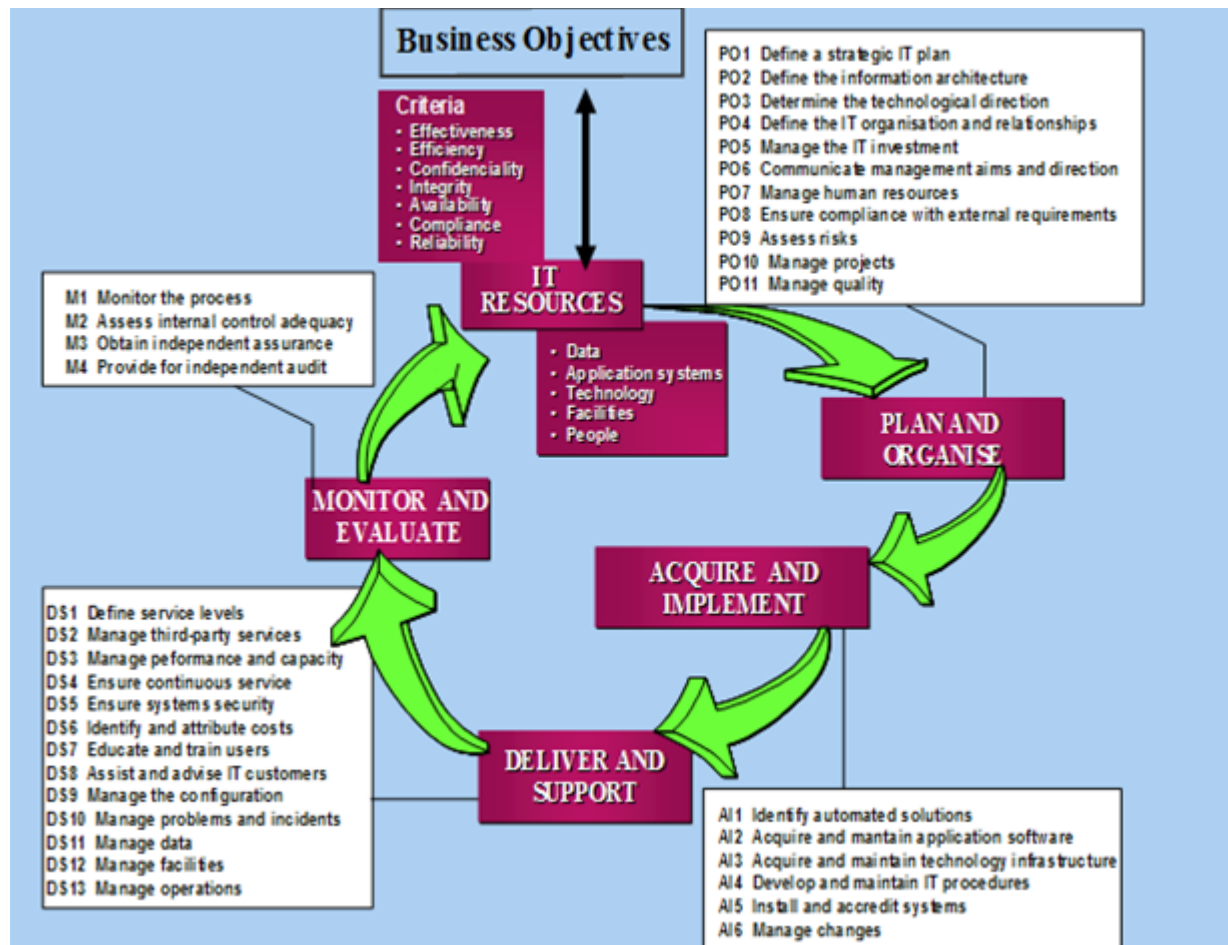 Business Objectives
Criteria
• Effectiveness
• Efficiency
• Confidenciality
• Integrity
• Availability
• Compliance
• Reliability
IT
RESOURCES
• Data
• Application systems
• Technology
• Facilities
• People
PO1 Define a strategic IT plan
PO2 Define the information architecture
PO3 Determine the technological direction
PO4 Define the IT organisation and relationships
PO5 Manage the IT investment
PO6 Communicate management aims and direction
PO7 Manage human resources
PO8 Ensure compliance with external requirements
PO9 Assess risks
PO10 Manage projects
PO11 Manage quality
PLAN AND
ORGANISE
ACQUIRE AND
IMPLEMENT
AI1 Identify automated solutions
AI2 Acquire and mantain application software
AI3 Acquire and maintain technology infrastructure
AI4 Develop and maintain IT procedures
AI5 Install and accredit systems
AI6 Manage changes
DELIVER AND
SUPPORT
DS1 Define service levels
DS2 Manage third-party services
DS3 Manage peformance and capacity
DS4 Ensure continuous service
DS5 Ensure systems security
DS6 Identify and attribute costs
DS7 Educate and train users
DS8 Assist and advise IT customers
DS9 Manage the configuration
DS10 Manage problems and incidents
DS11 Manage data
DS12 Manage facilities
DS13 Manage operations
MONITOR AND
EVALUATE
M1 Monitor the process
M2 Assess internal control adequacy
M3 Obtain independent assurance
M4 Provide for independent audit